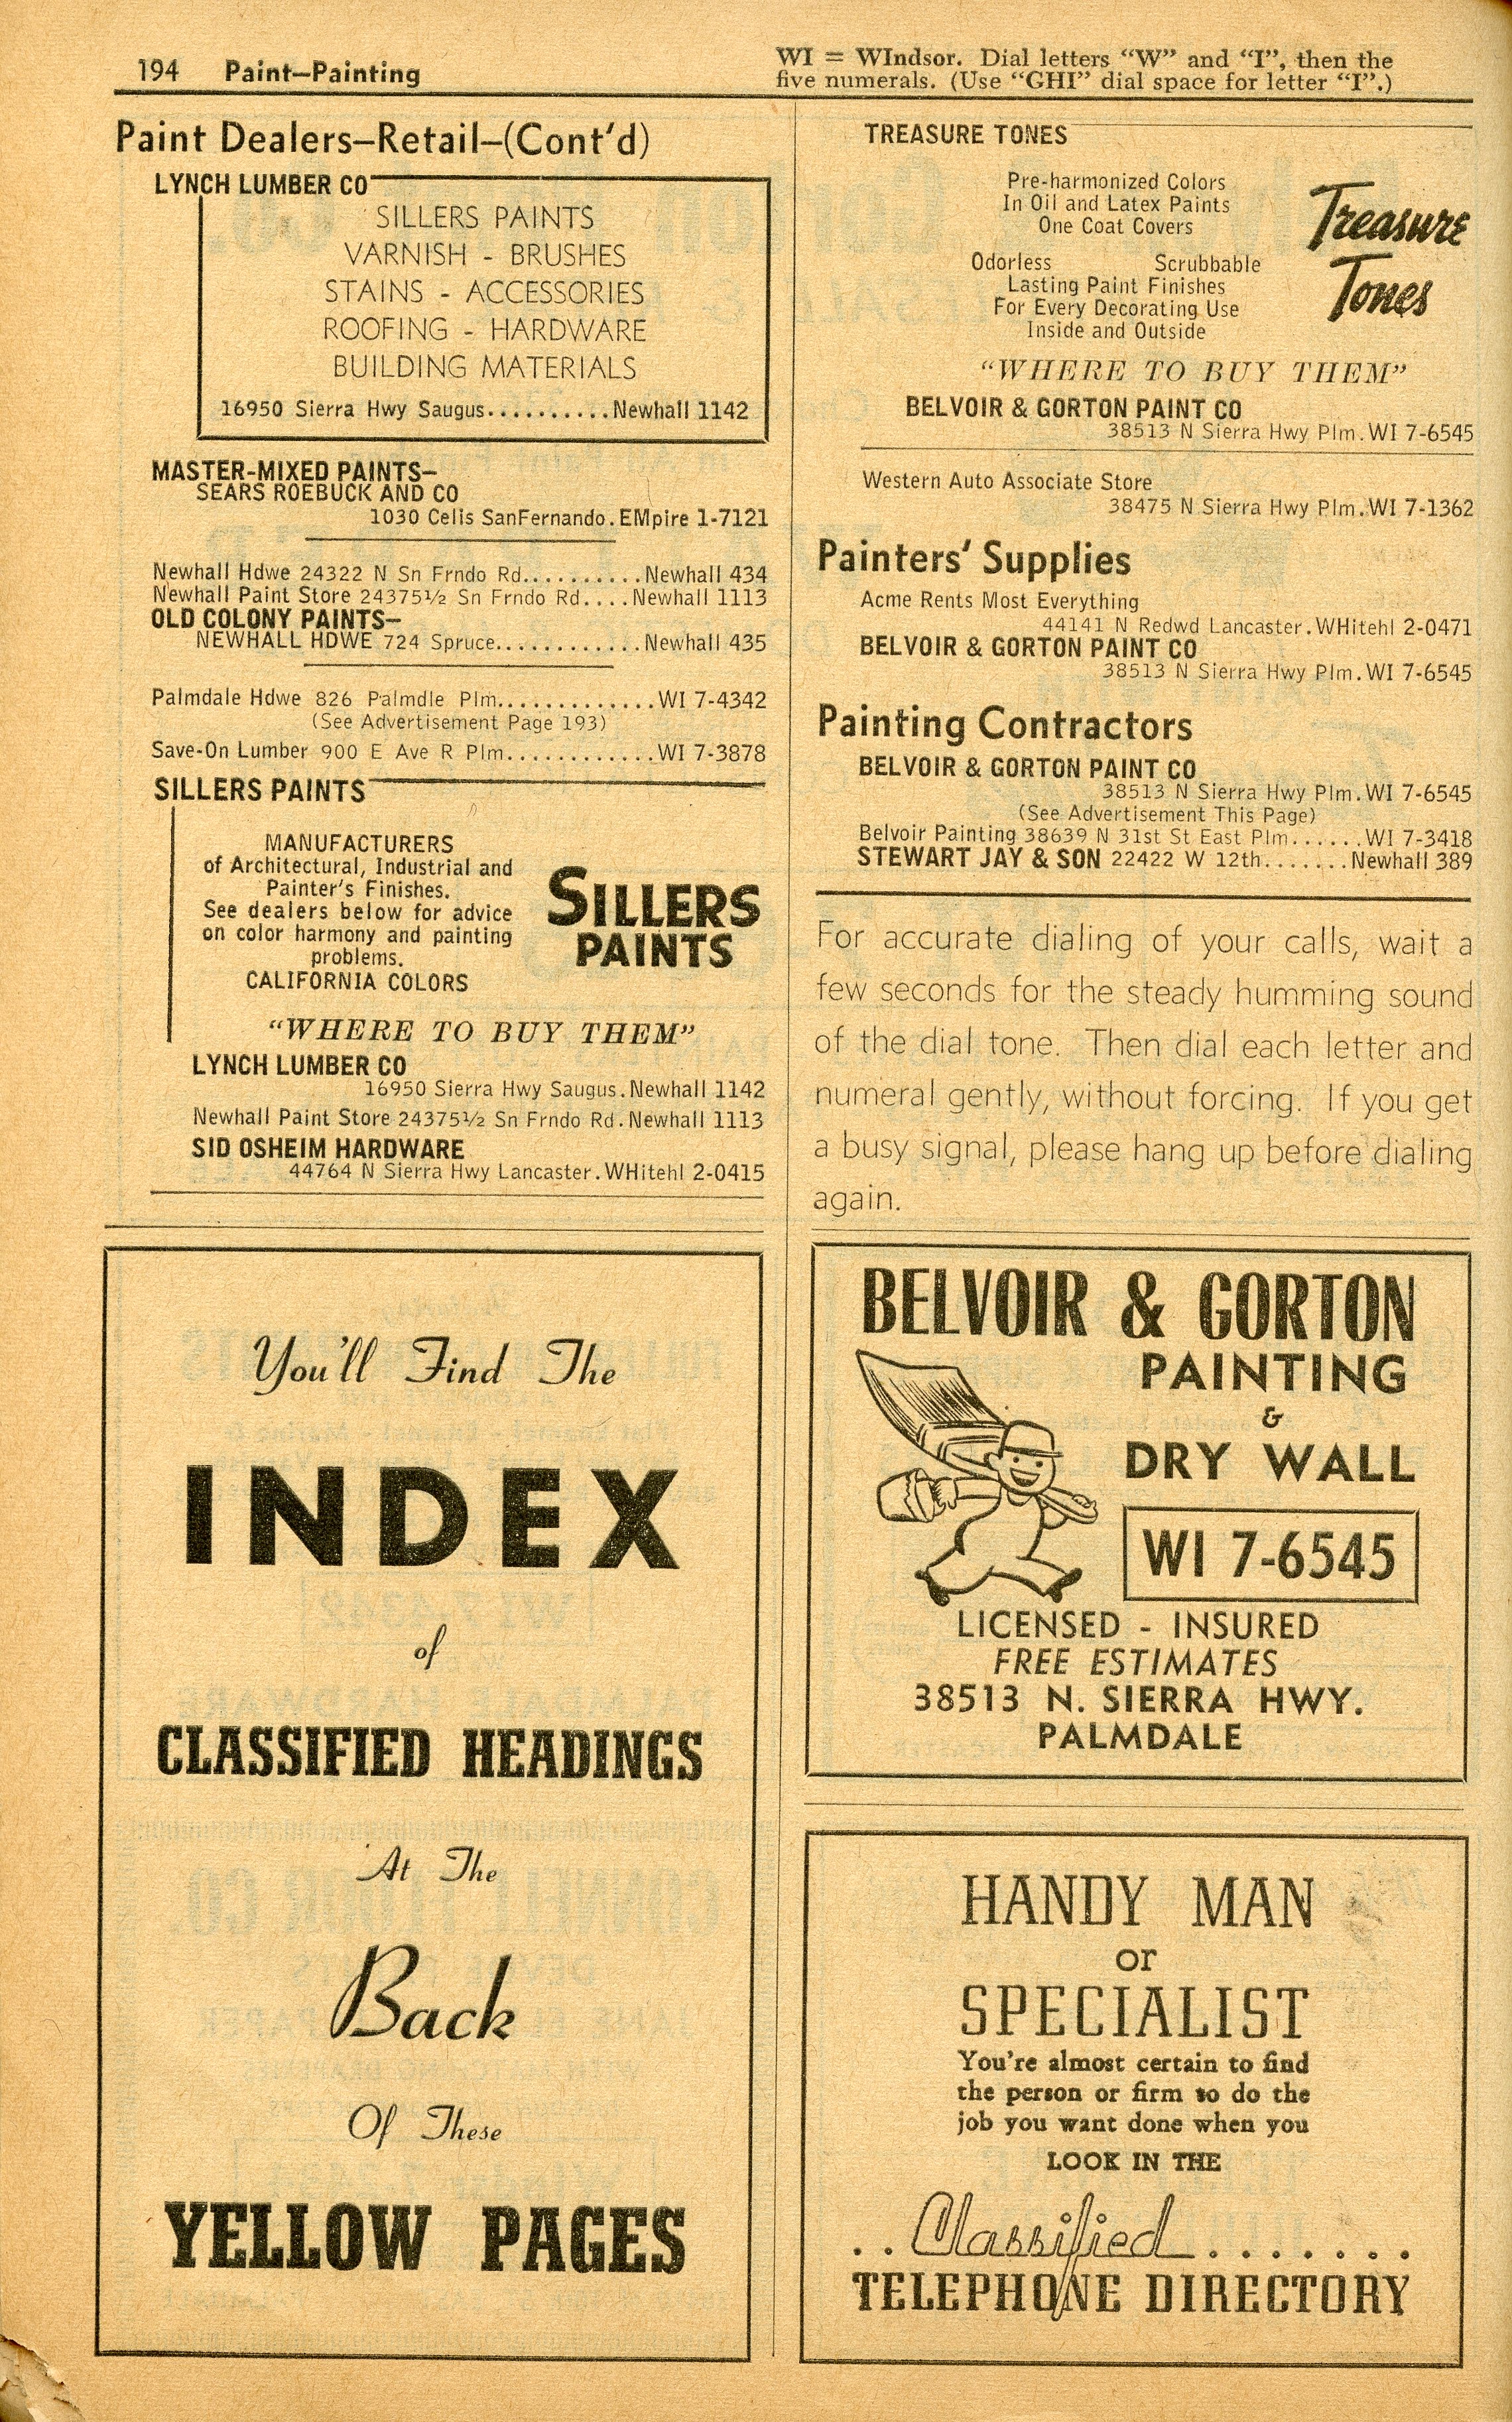 194 Paint—Painting
WI = WIndsor. Dial letters “W” and “I”, then the
five numerals. (Use “GHI” dial space for letter “I”.)
Paint Dealers—Retail—(Cont'd)
LYNCH LUMBER CO
SILLERS PAINTS
VARNISH - BRUSHES
STAINS - ACCESSORIES
ROOFING - HARDWARE
BUILDING MATERIALS
16950 Sierra Hwy Saugus..........Newhall 1142
MASTER-MIXED PAINTS—
SEARS ROEBUCK AND CO
1030 Celis SanFernando.EMpire 1-7121
Newhall Hdwe 24322 N Sn Frndo Rd..........Newhall 434
Newhall Paint Store 24375½ Sn Frndo Rd....Newhall 1113
OLD COLONY PAINTS—
NEWHALL HDWE 724 Spruce............Newhall 435
Palmdale Hdwe 826 Palmdle Plm.............WI 7-4342
(See Advertisement Page 193)
Save-On Lumber 900 E Ave R Plm............WI 7-3878
SILLERS PAINTS
MANUFACTURERS
of Architectural, Industrial and
Painter's Finishes.
See dealers below for advice
on color harmony and painting
problems.
CALIFORNIA COLORS
SILLERS
PAINTS
“WHERE TO BUY THEM”
LYNCH LUMBER CO
16950 Sierra Hwy Saugus.Newhall 1142
Newhall Paint Store 24375½ Sn Frndo Rd.Newhall 1113
SID OSHEIM HARDWARE
44764 N Sierra Hwy Lancaster.WHitehl 2-0415
You'll Find The
INDEX
of
CLASSIFIED HEADINGS
At The
Back
Of These
YELLOW PAGES
TREASURE TONES
Pre-harmonized Colors
In Oil and Latex Paints
One Coat Covers
Odorless Scrubbable
Lasting Paint Finishes
For Every Decorating Use
Inside and Outside
Treasure
Tones
“WHERE TO BUY THEM”
BELVOIR & GORTON PAINT CO
38513 N Sierra Hwy Plm.WI 7-6545
Western Auto Associate Store
38475 N Sierra Hwy Plm.WI 7-1362
Painters' Supplies
Acme Rents Most Everything
44141 N Redwd Lancaster.WHitehl 2-0471
BELVOIR & GORTON PAINT CO
38513 N Sierra Hwy Plm.WI 7-6545
Painting Contractors
BELVOIR & GORTON PAINT CO
38513 N Sierra Hwy Plm.WI 7-6545
(See Advertisement This Page)
Belvoir Painting 38639 N 31st St East Plm......WI 7-3418
STEWART JAY & SON 22422 W 12th.......Newhall 389
For accurate dialing of your calls, wait a
few seconds for the steady humming sound
of the dial tone. Then dial each letter and
numeral gently, without forcing. If you get
a busy signal, please hang up before dialing
again.
BELVOIR & GORTON
PAINTING
&
DRY WALL
WI 7-6545
LICENSED - INSURED
FREE ESTIMATES
38513 N. SIERRA HWY.
PALMDALE
HANDY MAN
or
SPECIALIST
You're almost certain to find
the person or firm to do the
job you want done when you
LOOK IN THE
..Classified.......
TELEPHONE DIRECTORY